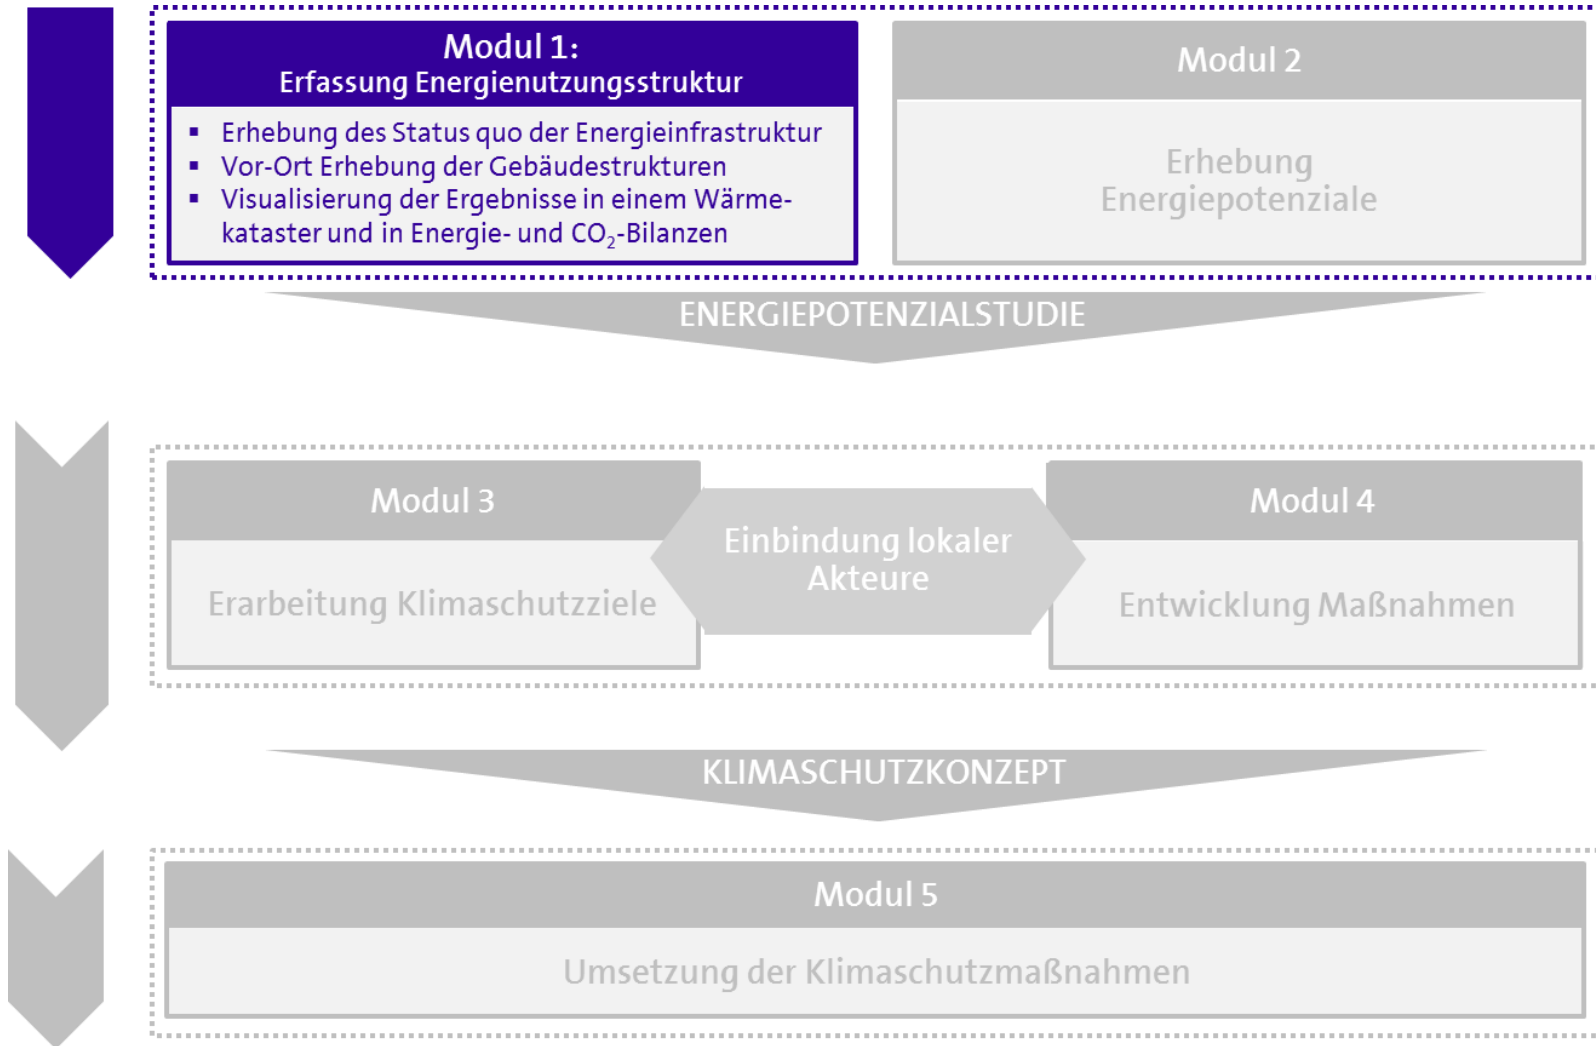 Modul 1:
Erfassung Energienutzungsstruktur
▪ Erhebung des Status quo der Energieinfrastruktur
▪ Vor-Ort Erhebung der Gebäudestrukturen
▪ Visualisierung der Ergebnisse in einem Wärme-
kataster und in Energie- und CO₂-Bilanzen
Modul 2
Erhebung
Energiepotenziale
ENERGIEPOTENZIALSTUDIE
Modul 3
Erarbeitung Klimaschutzziele
Einbindung lokaler
Akteure
Modul 4
Entwicklung Maßnahmen
KLIMASCHUTZKONZEPT
Modul 5
Umsetzung der Klimaschutzmaßnahmen